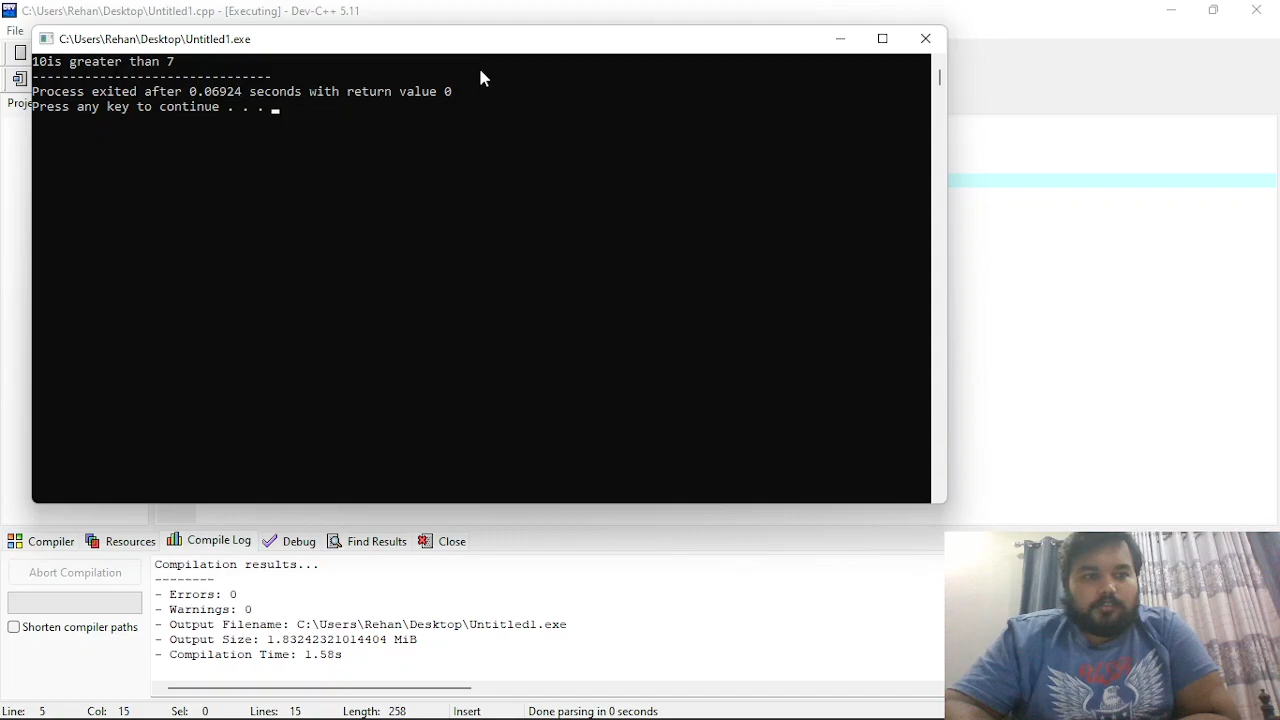 C:\Users\Rehan\Desktop\Untitled1.cpp - [Executing] - Dev-C++ 5.11
File
C:\Users\Rehan\Desktop\Untitled1.exe
10is greater than 7
--------------------------------
Process exited after 0.06924 seconds with return value 0
Press any key to continue . . .
Proje
Compiler
Resources
Compile Log
Debug
Find Results
Close
Abort Compilation
Shorten compiler paths
Compilation results...
--------
- Errors: 0
- Warnings: 0
- Output Filename: C:\Users\Rehan\Desktop\Untitled1.exe
- Output Size: 1.83242321014404 MiB
- Compilation Time: 1.58s
Line: 5 Col: 15 Sel: 0 Lines: 15 Length: 258 Insert Done parsing in 0 seconds